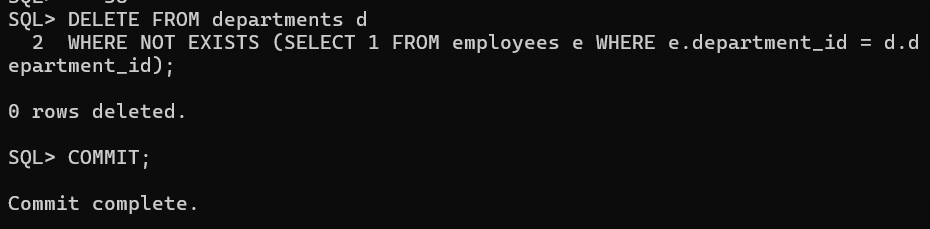 SQL> DELETE FROM departments d
  2  WHERE NOT EXISTS (SELECT 1 FROM employees e WHERE e.department_id = d.d
epartment_id);
0 rows deleted.
SQL> COMMIT;
Commit complete.